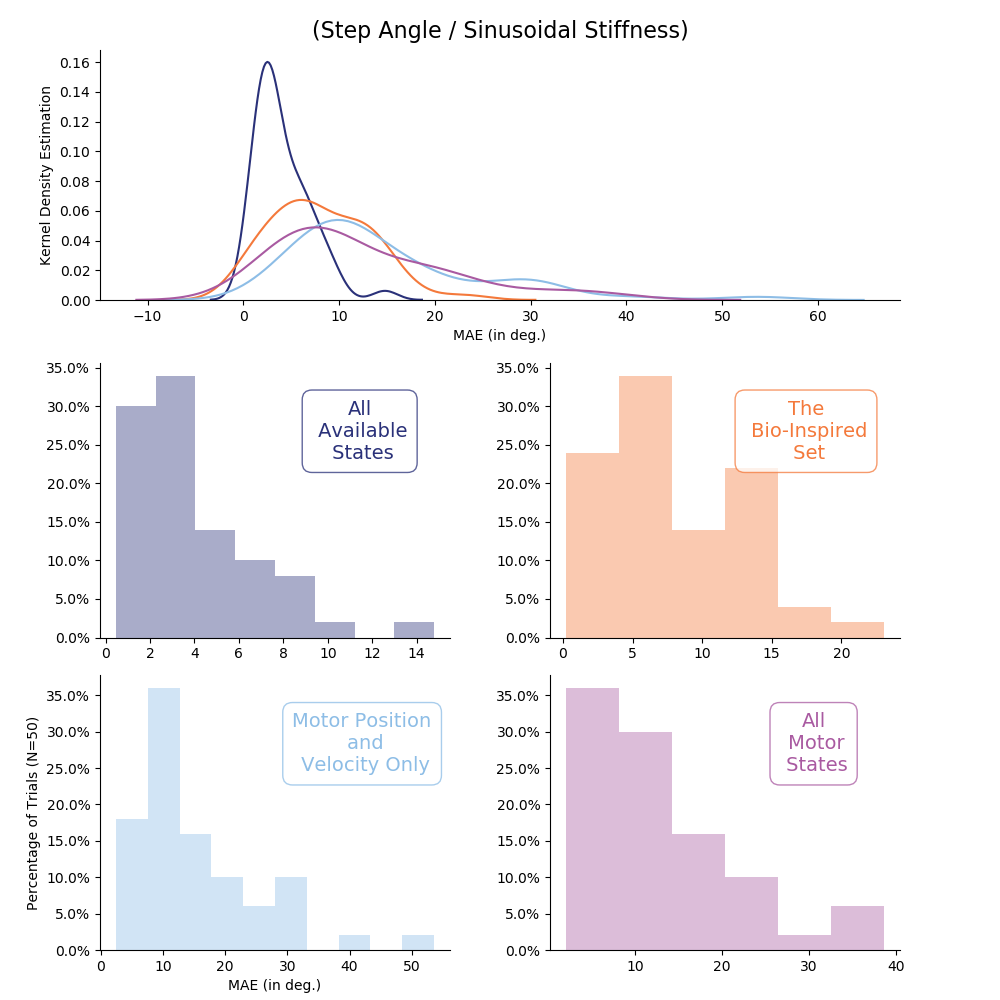 (Step Angle / Sinusoidal Stiffness)
Kernel Density Estimation
0.16
0.14
0.12
0.10
0.08
0.06
0.04
0.02
0.00
−10 0 10 20 30 40 50 60
MAE (in deg.)
35.0%
30.0%
25.0%
20.0%
15.0%
10.0%
5.0%
0.0%
All
Available
States
0 2 4 6 8 10 12 14
35.0%
30.0%
25.0%
20.0%
15.0%
10.0%
5.0%
0.0%
The
Bio-Inspired
Set
0 5 10 15 20
Percentage of Trials (N=50)
35.0%
30.0%
25.0%
20.0%
15.0%
10.0%
5.0%
0.0%
Motor Position
and
Velocity Only
0 10 20 30 40 50
MAE (in deg.)
35.0%
30.0%
25.0%
20.0%
15.0%
10.0%
5.0%
0.0%
All
Motor
States
10 20 30 40